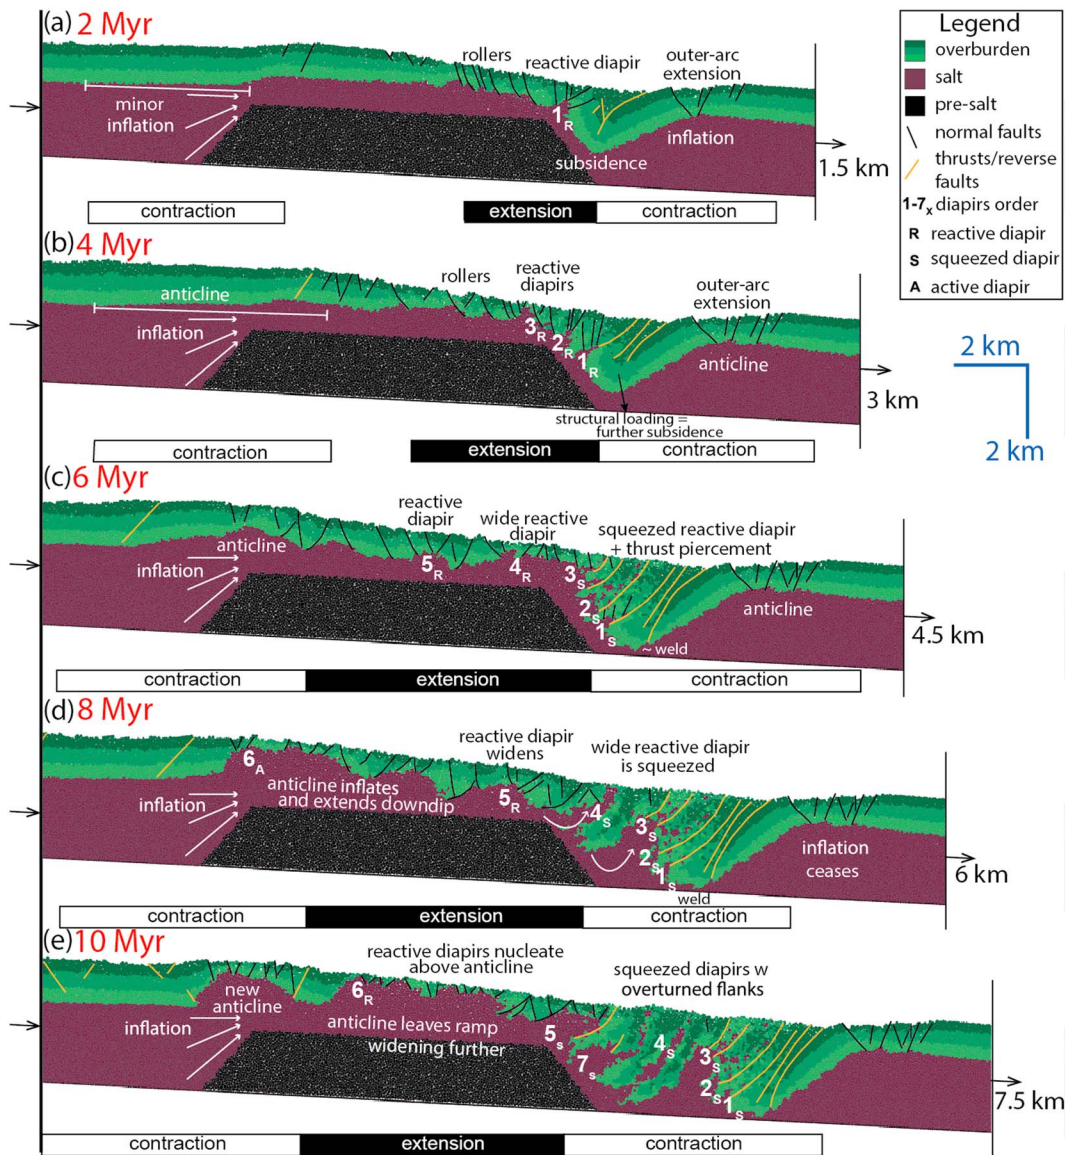 (a) 2 Myr
rollers
reactive diapir
outer-arc
extension
minor
inflation
1R
subsidence
inflation
1.5 km
contraction
extension
contraction
Legend
overburden
salt
pre-salt
normal faults
thrusts/reverse
faults
1-7x diapirs order
R reactive diapir
S squeezed diapir
A active diapir
2 km
2 km
(b) 4 Myr
rollers
reactive
diapirs
outer-arc
extension
anticline
inflation
3R
2R
1R
anticline
3 km
structural loading =
further subsidence
contraction
extension
contraction
(c) 6 Myr
reactive
diapir
wide reactive
diapir
squeezed reactive diapir
+ thrust piercement
anticline
inflation
5R
4R
3S
2S
1S
~ weld
anticline
4.5 km
contraction
extension
contraction
(d) 8 Myr
reactive diapir
widens
wide reactive diapir
is squeezed
6A
anticline inflates
and extends downdip
inflation
5R
4S
3S
2S
1S
weld
inflation
ceases
6 km
contraction
extension
contraction
(e) 10 Myr
reactive diapirs nucleate
above anticline
squeezed diapirs w
overturned flanks
new
anticline
6R
inflation
anticline leaves ramp
widening further
5s
7s
4S
3S
2S
1S
7.5 km
contraction
extension
contraction